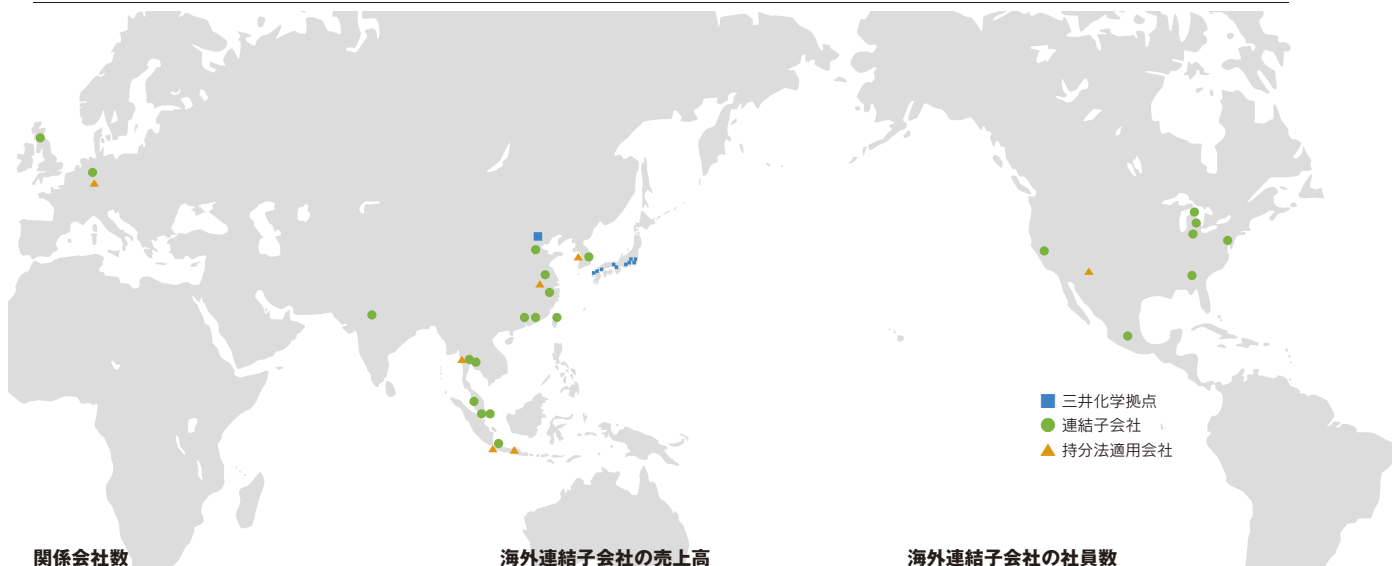 三井化学拠点
連結子会社
持分法適用会社
関係会社数
海外連結子会社の売上高
海外連結子会社の社員数